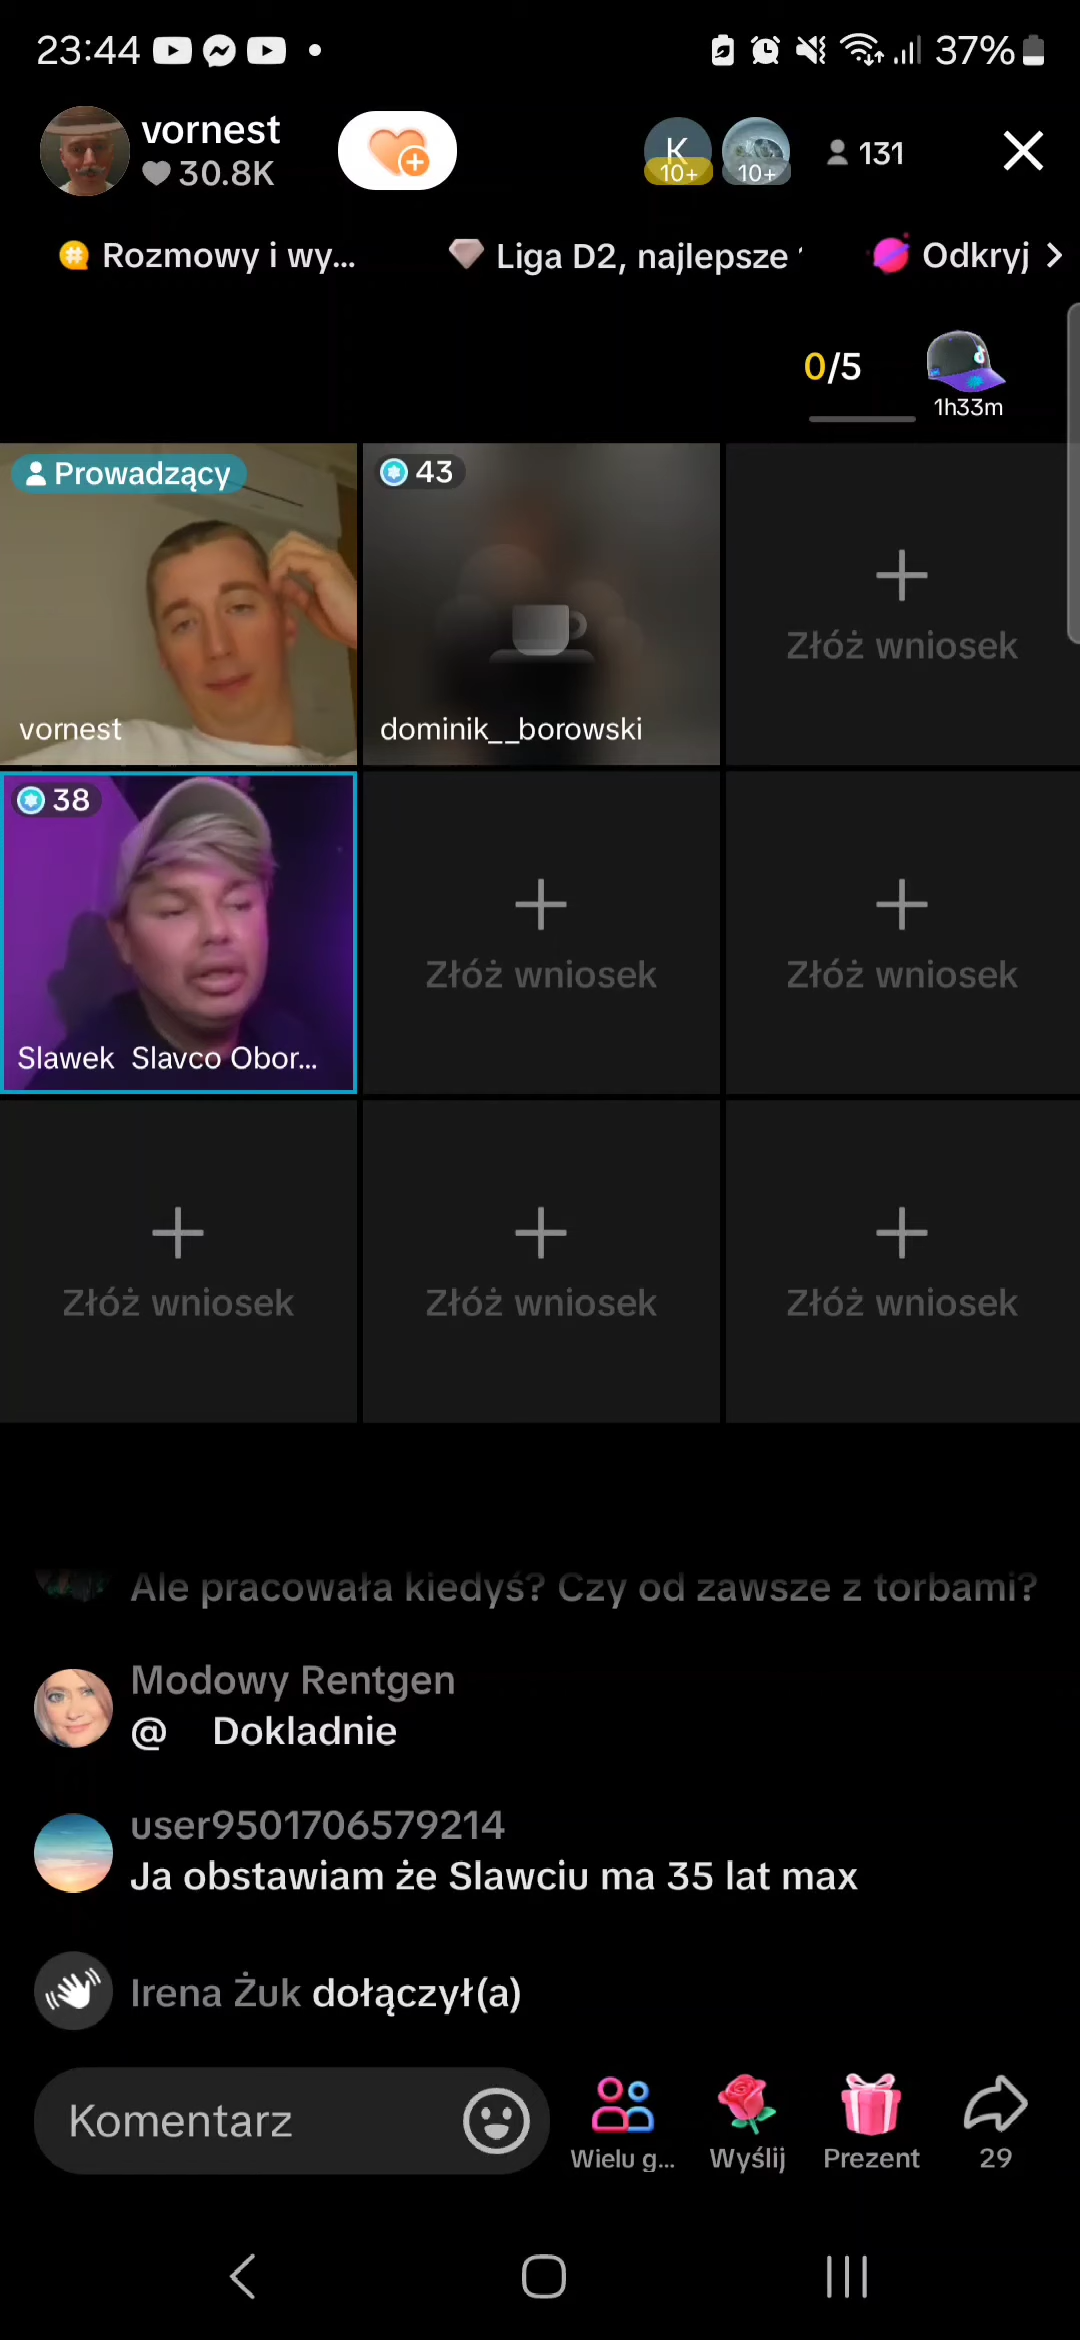 23:44
37%
vornest
30.8K
K
10+
10+
131
Rozmowy i wy...
Liga D2, najlepsze
Odkryj
0/5
1h33m
Prowadzący
vornest
43
dominik__borowski
Złóż wniosek
38
Slawek Slavco Obor...
Złóż wniosek
Złóż wniosek
Złóż wniosek
Złóż wniosek
Złóż wniosek
Ale pracowała kiedyś? Czy od zawsze z torbami?
Modowy Rentgen
@ Dokladnie
user9501706579214
Ja obstawiam że Slawciu ma 35 lat max
Irena Żuk dołączył(a)
Komentarz
Wielu g...
Wyślij
Prezent
29